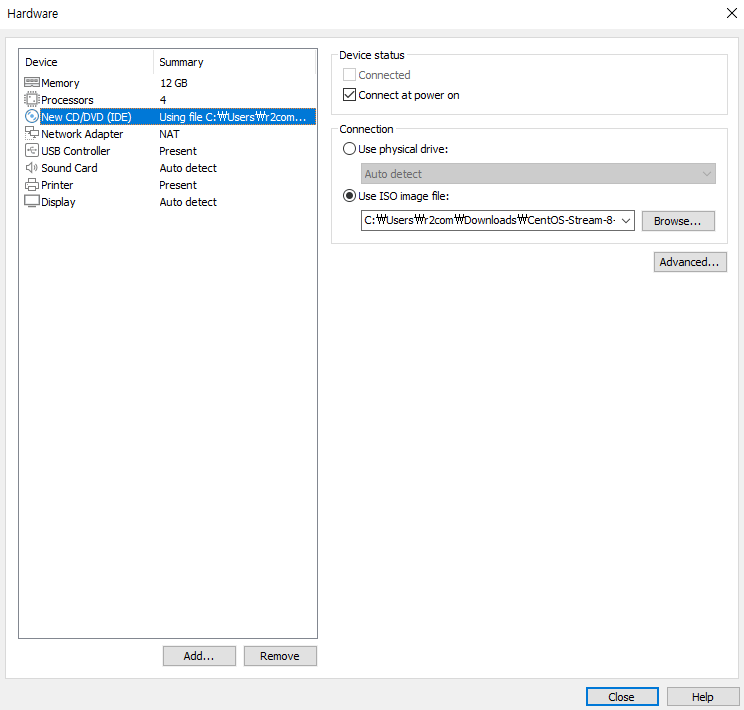 Hardware
Device Summary
Memory 12 GB
Processors 4
New CD/DVD (IDE) Using file C:₩Users₩r2com...
Network Adapter NAT
USB Controller Present
Sound Card Auto detect
Printer Present
Display Auto detect
Add... Remove
Device status
Connected
Connect at power on
Connection
Use physical drive:
Auto detect
Use ISO image file:
C:₩Users₩r2com₩Downloads₩CentOS-Stream-8- Browse...
Advanced...
Close Help